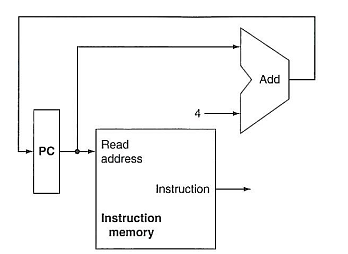 Add
4
PC
Read
address
Instruction
Instruction
memory